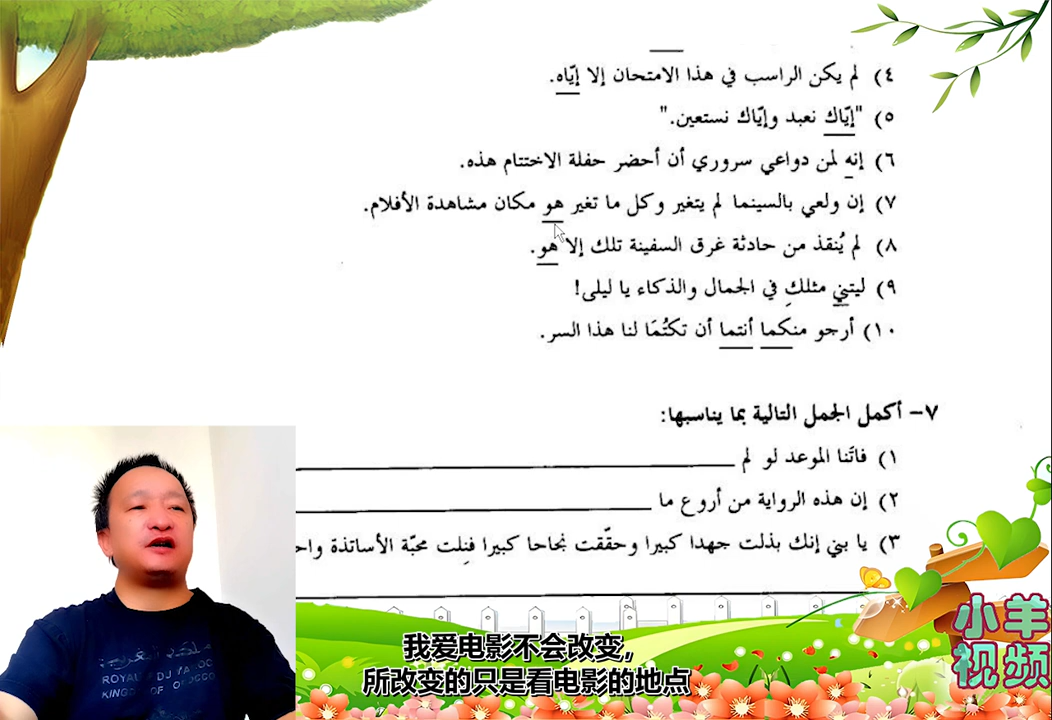 ٤) لم يكن الراسب في هذا الامتحان إلا إيّاه.
٥) "إيّاك نعبد وإيّاك نستعين."
٦) إنه لمن دواعي سروري أن أحضر حفلة الاختتام هذه.
٧) إن ولعي بالسينما لم يتغير وكل ما تغير هو مكان مشاهدة الأفلام.
٨) لم يُنقذ من حادثة غرق السفينة تلك إلا هو.
٩) ليتني مثلكِ في الجمال والذكاء يا ليلى!
١٠) أرجو منكما أنتما أن تكتُمَا لنا هذا السر.
٧- أكمل الجمل التالية بما يناسبها:
١) فاتَنا الموعد لو لم
٢) إن هذه الرواية من أروع ما
٣) يا بني إنك بذلت جهدا كبيرا وحقّقت نجاحا كبيرا فنِلت محبّة الأساتذة واح
ROYAU
KINGDOM OF
我爱电影不会改变，
所改变的只是看电影的地点
小羊
视频